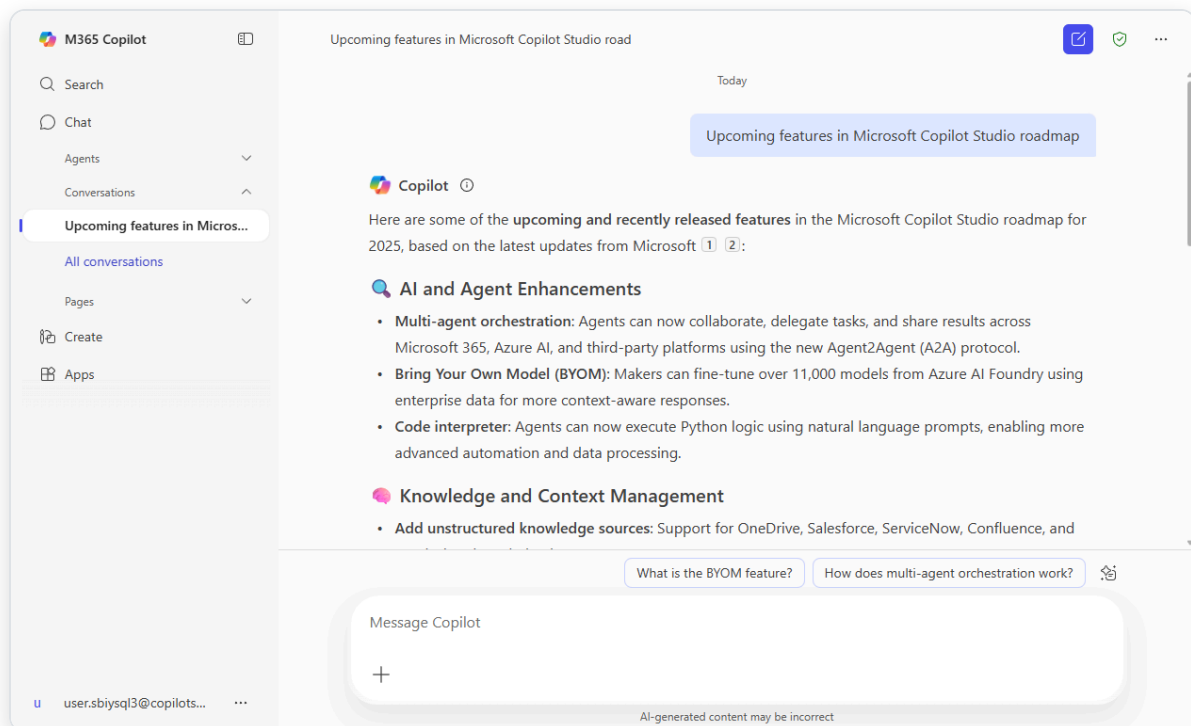 M365 Copilot
Search
Chat
Agents
Conversations
Upcoming features in Micros...
All conversations
Pages
Create
Apps
u user.sbiysql3@copilots... ...
Upcoming features in Microsoft Copilot Studio road
Today
Upcoming features in Microsoft Copilot Studio roadmap
Copilot
Here are some of the upcoming and recently released features in the Microsoft Copilot Studio roadmap for
2025, based on the latest updates from Microsoft 1 2:
AI and Agent Enhancements
• Multi-agent orchestration: Agents can now collaborate, delegate tasks, and share results across
Microsoft 365, Azure AI, and third-party platforms using the new Agent2Agent (A2A) protocol.
• Bring Your Own Model (BYOM): Makers can fine-tune over 11,000 models from Azure AI Foundry using
enterprise data for more context-aware responses.
• Code interpreter: Agents can now execute Python logic using natural language prompts, enabling more
advanced automation and data processing.
Knowledge and Context Management
• Add unstructured knowledge sources: Support for OneDrive, Salesforce, ServiceNow, Confluence, and
What is the BYOM feature? How does multi-agent orchestration work?
Message Copilot
AI-generated content may be incorrect